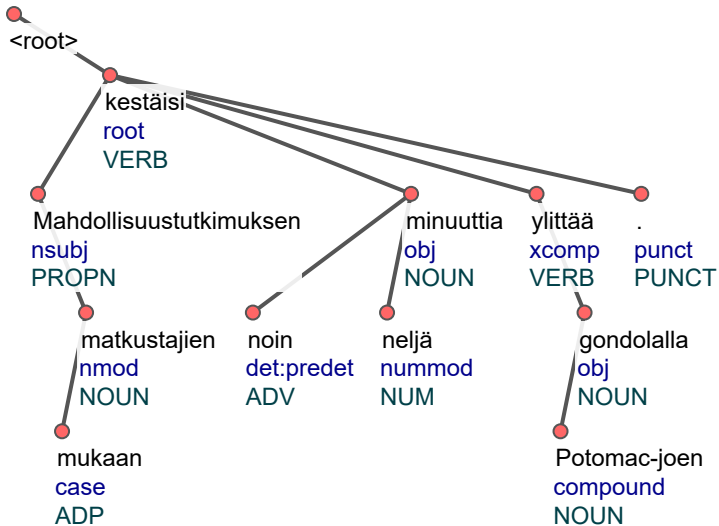 <root>
kestäisi
root
VERB
Mahdollisuustutkimuksen minuuttia ylittää .
nsubj obj xcomp punct
PROPN NOUN VERB PUNCT
matkustajien noin neljä gondolalla
nmod det:predet nummod obj
NOUN ADV NUM NOUN
mukaan Potomac-joen
case compound
ADP NOUN